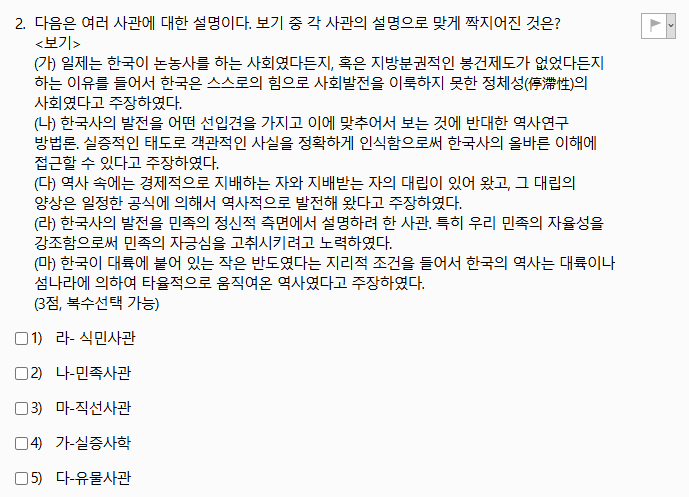 2. 다음은 여러 사관에 대한 설명이다. 보기 중 각 사관의 설명으로 맞게 짝지어진 것은?
<보기>
(가) 일제는 한국이 논농사를 하는 사회였다든지, 혹은 지방분권적인 봉건제도가 없었다든지
하는 이유를 들어서 한국은 스스로의 힘으로 사회발전을 이룩하지 못한 정체성(停滯性)의
사회였다고 주장하였다.
(나) 한국사의 발전을 어떤 선입견을 가지고 이에 맞추어서 보는 것에 반대한 역사연구
방법론. 실증적인 태도로 객관적인 사실을 정확하게 인식함으로써 한국사의 올바른 이해에
접근할 수 있다고 주장하였다.
(다) 역사 속에는 경제적으로 지배하는 자와 지배받는 자의 대립이 있어 왔고, 그 대립의
양상은 일정한 공식에 의해서 역사적으로 발전해 왔다고 주장하였다.
(라) 한국사의 발전을 민족의 정신적 측면에서 설명하려 한 사관. 특히 우리 민족의 자율성을
강조함으로써 민족의 자긍심을 고취시키려고 노력하였다.
(마) 한국이 대륙에 붙어 있는 작은 반도였다는 지리적 조건을 들어서 한국의 역사는 대륙이나
섬나라에 의하여 타율적으로 움직여온 역사였다고 주장하였다.
(3점, 복수선택 가능)
1) 라- 식민사관
2) 나-민족사관
3) 마-직선사관
4) 가-실증사학
5) 다-유물사관